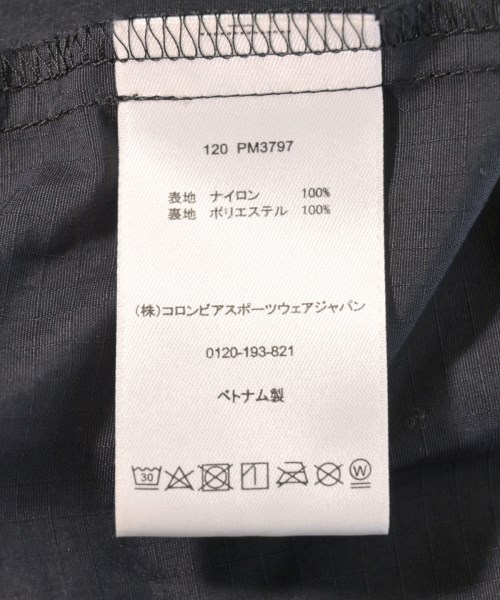 120 PM3797
表地 ナイロン 100%
裏地 ポリエステル 100%
(株)コロンビアスポーツウェアジャパン
0120-193-821
ベトナム製
30 W